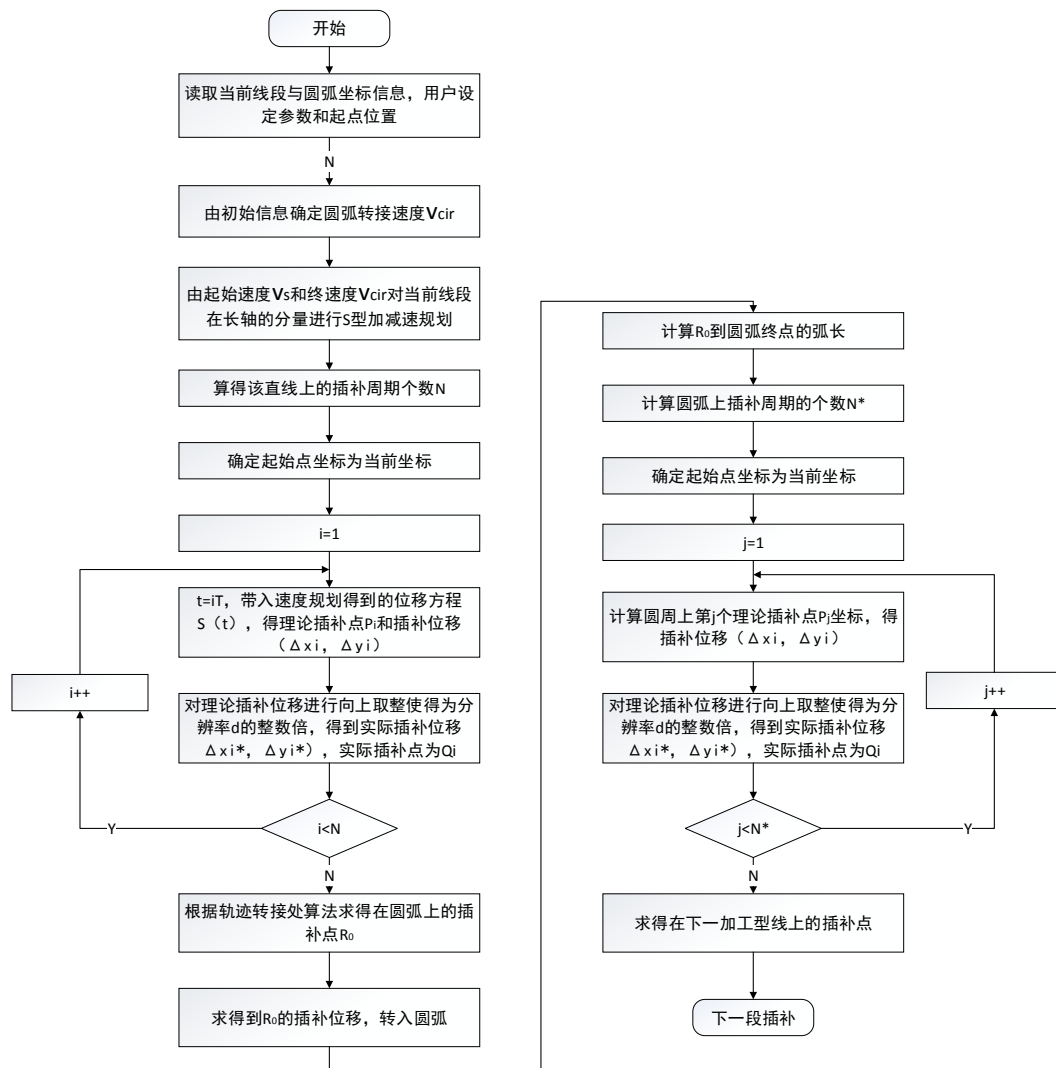 开始
读取当前线段与圆弧坐标信息，用户设
定参数和起点位置
N
由初始信息确定圆弧转接速度Vcir
由起始速度Vs和终速度Vcir对当前线段
在长轴的分量进行S型加减速规划
算得该直线上的插补周期个数N
确定起始点坐标为当前坐标
i=1
t=iT，带入速度规划得到的位移方程
S（t），得理论插补点Pi和插补位移
（Δxi，Δyi）
i++
对理论插补位移进行向上取整使得为分
辨率d的整数倍，得到实际插补位移
Δxi*，Δyi*），实际插补点为Qi
i<N
Y
N
根据轨迹转接处算法求得在圆弧上的插
补点R₀
求得到R₀的插补位移，转入圆弧
计算R₀到圆弧终点的弧长
计算圆弧上插补周期的个数N*
确定起始点坐标为当前坐标
j=1
计算圆周上第j个理论插补点Pj坐标，得
插补位移（Δxi，Δyi）
j++
对理论插补位移进行向上取整使得为分
辨率d的整数倍，得到实际插补位移
Δxi*，Δyi*），实际插补点为Qi
j<N*
Y
N
求得在下一加工型线上的插补点
下一段插补